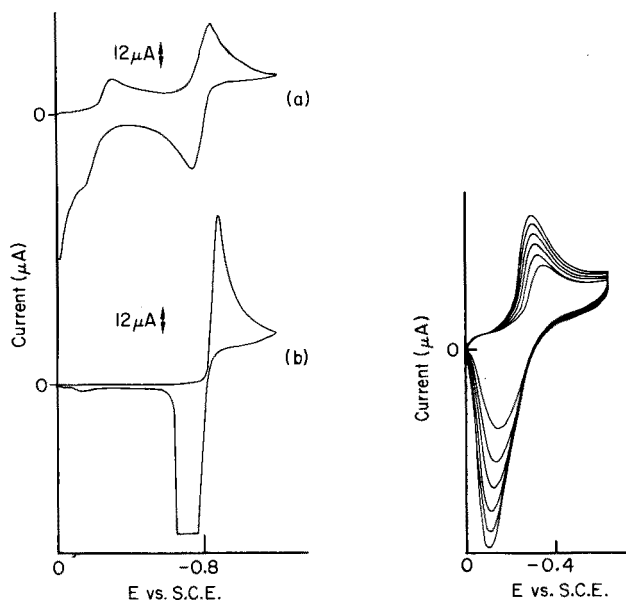 12μA
(a)
0
12μA
(b)
0
Current (μA)
0
-0.8
E vs. S.C.E.
Current (μA)
0
0
-0.4
E vs. S.C.E.